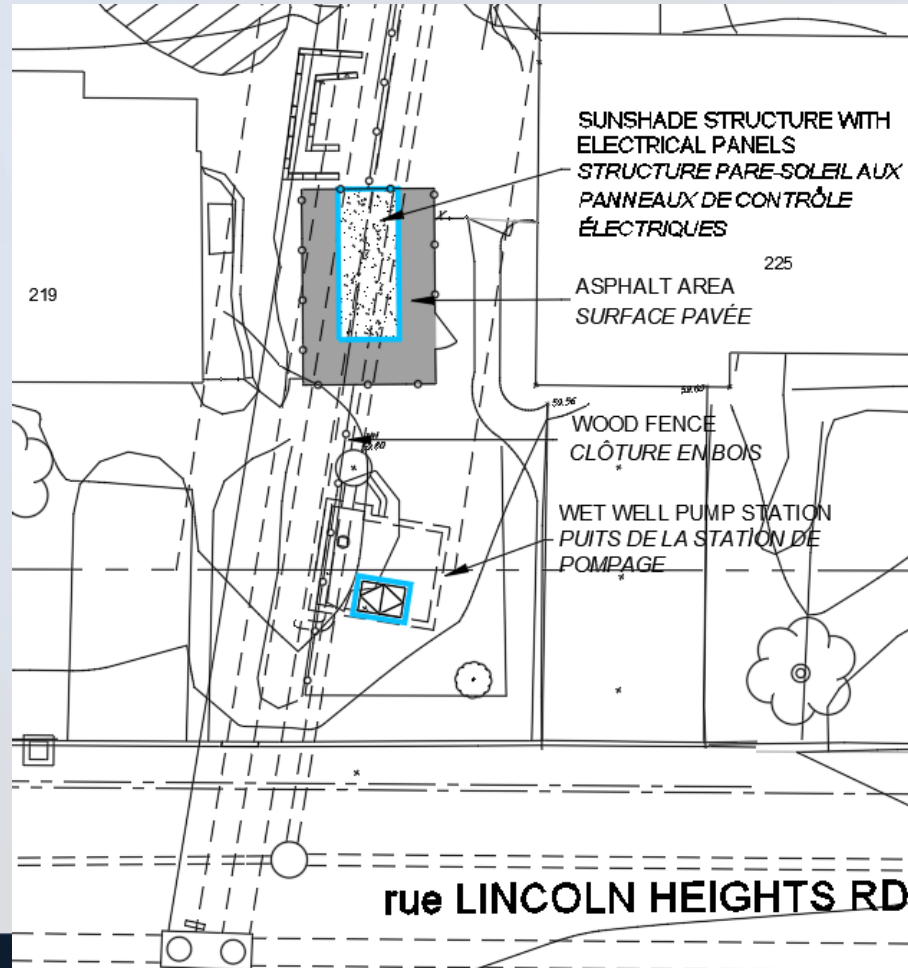 SUNSHADE STRUCTURE WITH
ELECTRICAL PANELS
STRUCTURE PARE-SOLEIL AUX
PANNEAUX DE CONTRÔLE
ÉLECTRIQUES
225
219
ASPHALT AREA
SURFACE PAVÉE
59.56
59.60
WOOD FENCE
CLÔTURE EN BOIS
WET WELL PUMP STATION
PUITS DE LA STATION DE
POMPAGE
rue LINCOLN HEIGHTS RD